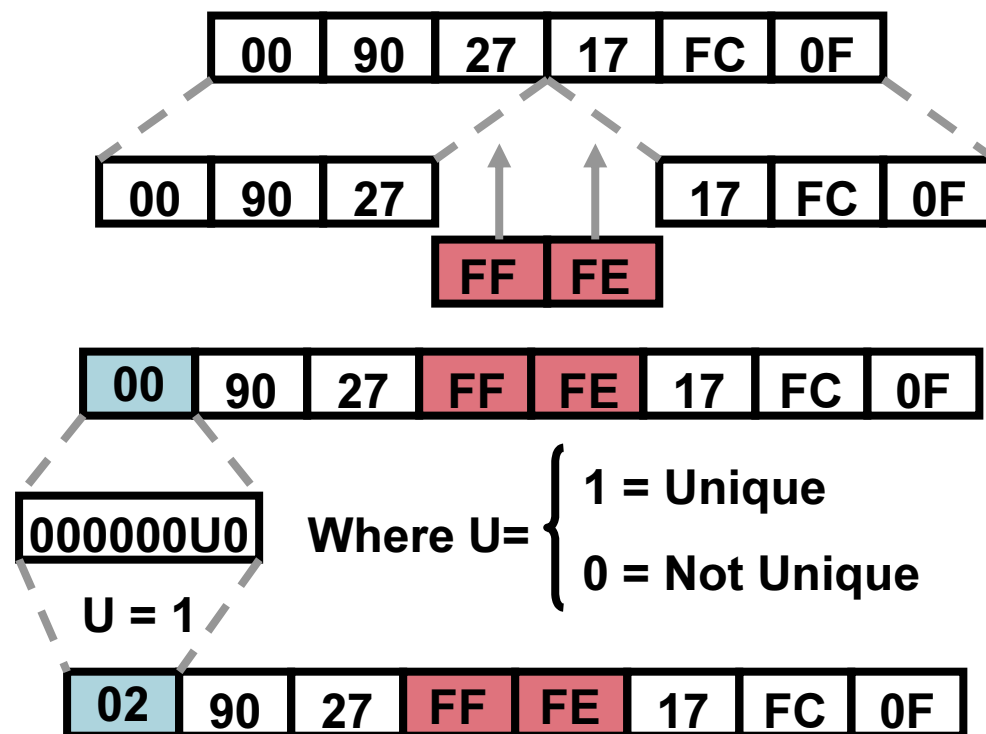 00 90 27 17 FC 0F
00 90 27 17 FC 0F
FF FE
00 90 27 FF FE 17 FC 0F
1 = Unique
000000U0 Where U=
0 = Not Unique
U = 1
02 90 27 FF FE 17 FC 0F